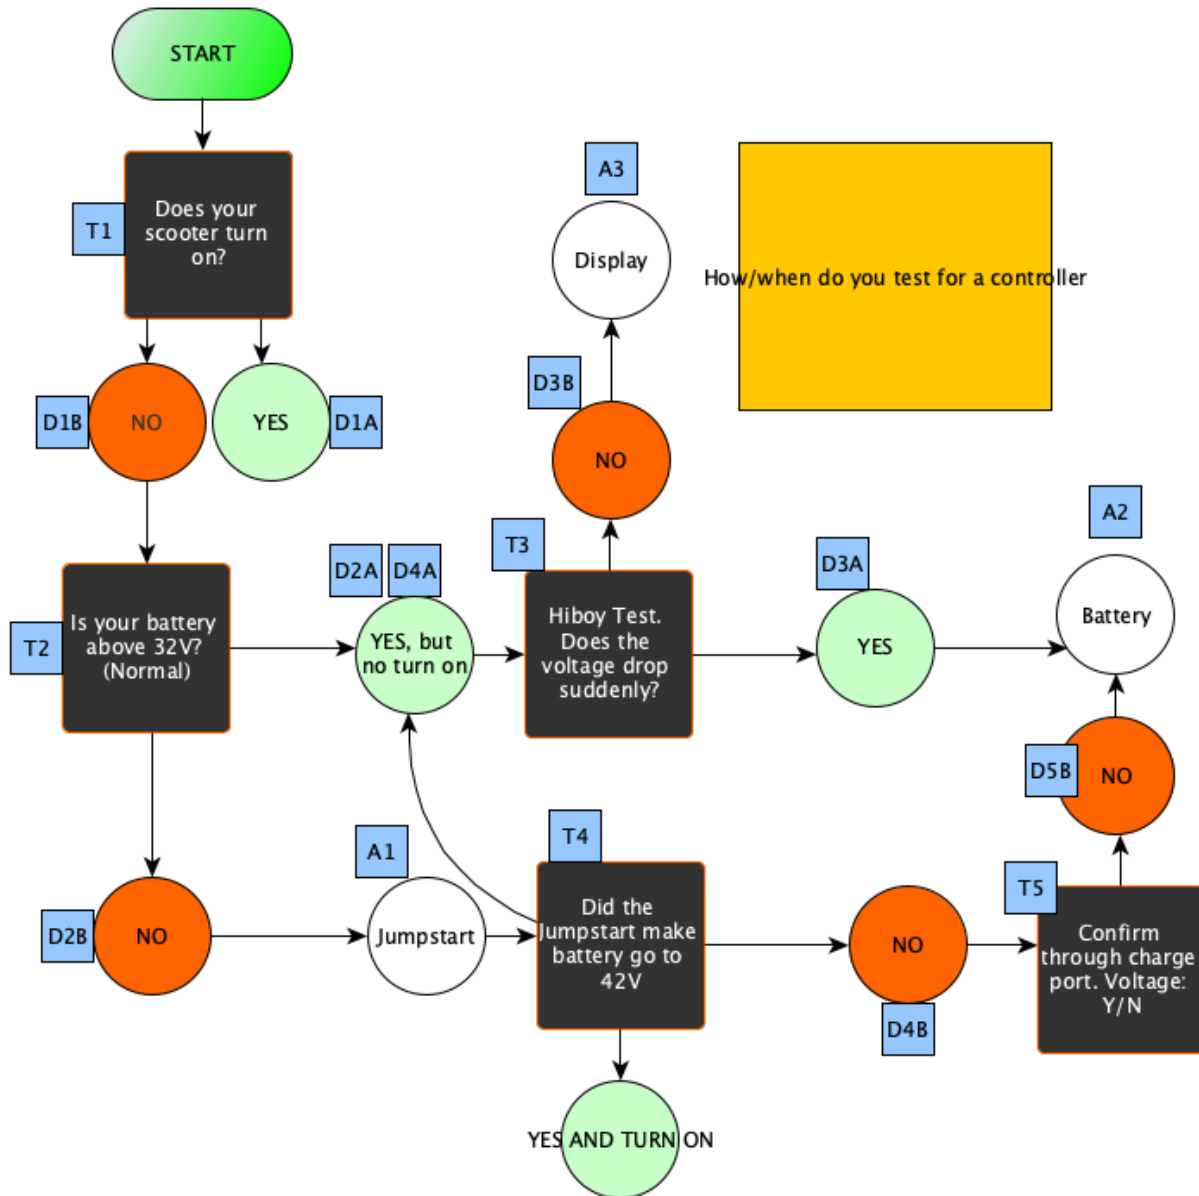 START
T1
Does your
scooter turn
on?
D1B
NO
YES
D1A
A3
Display
How/when do you test for a controller
D3B
NO
T2
Is your battery
above 32V?
(Normal)
D2A
D4A
YES, but
no turn on
T3
Hiboy Test.
Does the
voltage drop
suddenly?
D3A
YES
A2
Battery
D5B
NO
D2B
NO
A1
Jumpstart
T4
Did the
Jumpstart make
battery go to
42V
NO
D4B
T5
Confirm
through charge
port. Voltage:
Y/N
YES AND TURN ON